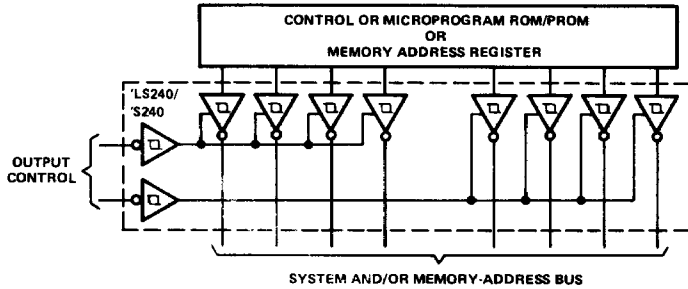 CONTROL OR MICROPROGRAM ROM/PROM
OR
MEMORY ADDRESS REGISTER
'LS240/
'S240
OUTPUT
CONTROL
SYSTEM AND/OR MEMORY-ADDRESS BUS